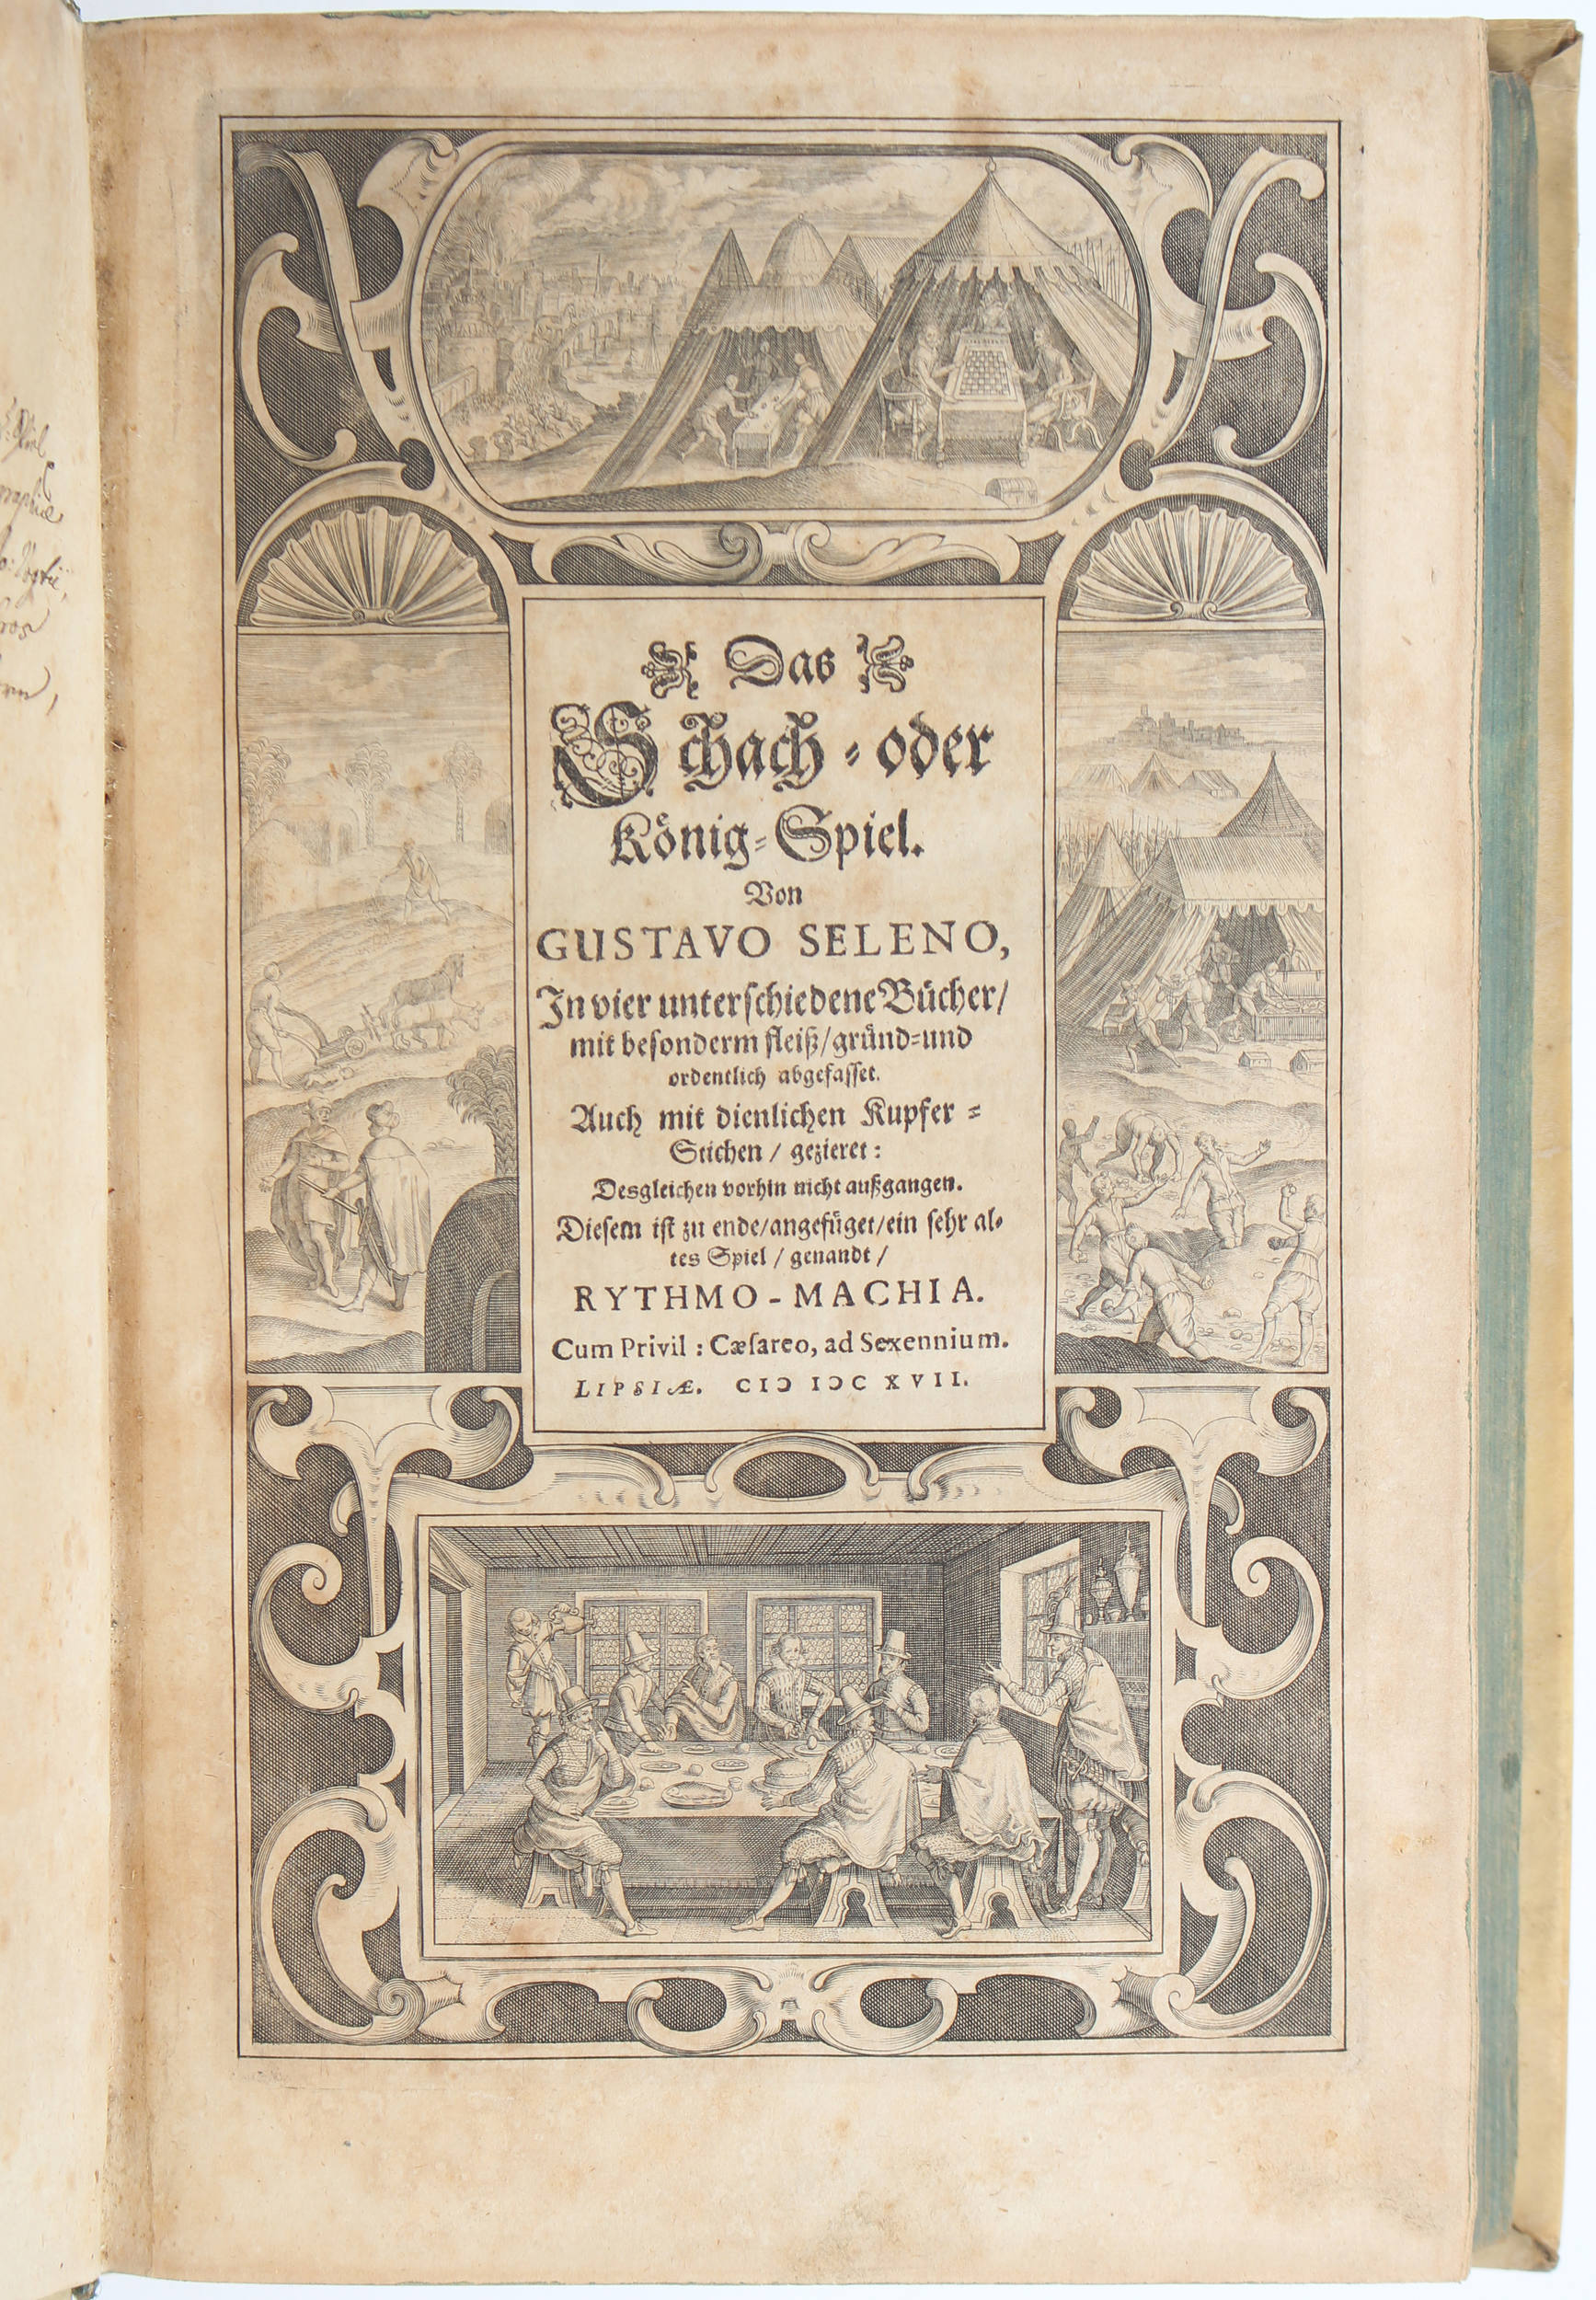 Das
Schach-oder
König-Spiel.
Von
GUSTAVO SELENO,
In vier unterschiedene Bücher/
mit besonderm fleiß/gründ-und
ordentlich abgefasset.
Auch mit dienlichen Kupfer-
Stichen/ gezieret:
Desgleichen vorhin nicht außgangen.
Diesem ist zu ende/angefüget/ein sehr al-
tes Spiel/genandt/
RYTHMO-MACHIA.
Cum Privil: Cæsareo, ad Sexennium.
LIPSIÆ. CIↃ IↃC XVII.